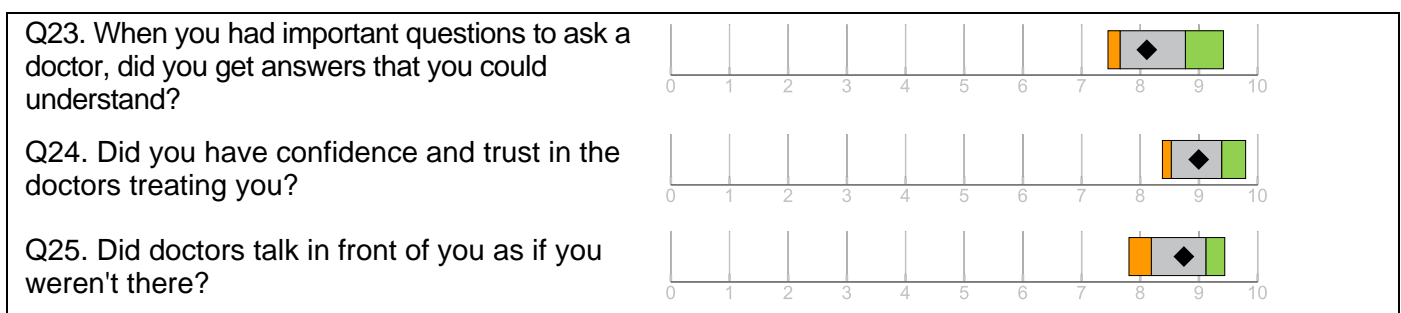 Q23. When you had important questions to ask a
doctor, did you get answers that you could
understand?
0 1 2 3 4 5 6 7 8 9 10
Q24. Did you have confidence and trust in the
doctors treating you?
0 1 2 3 4 5 6 7 8 9 10
Q25. Did doctors talk in front of you as if you
weren't there?
0 1 2 3 4 5 6 7 8 9 10